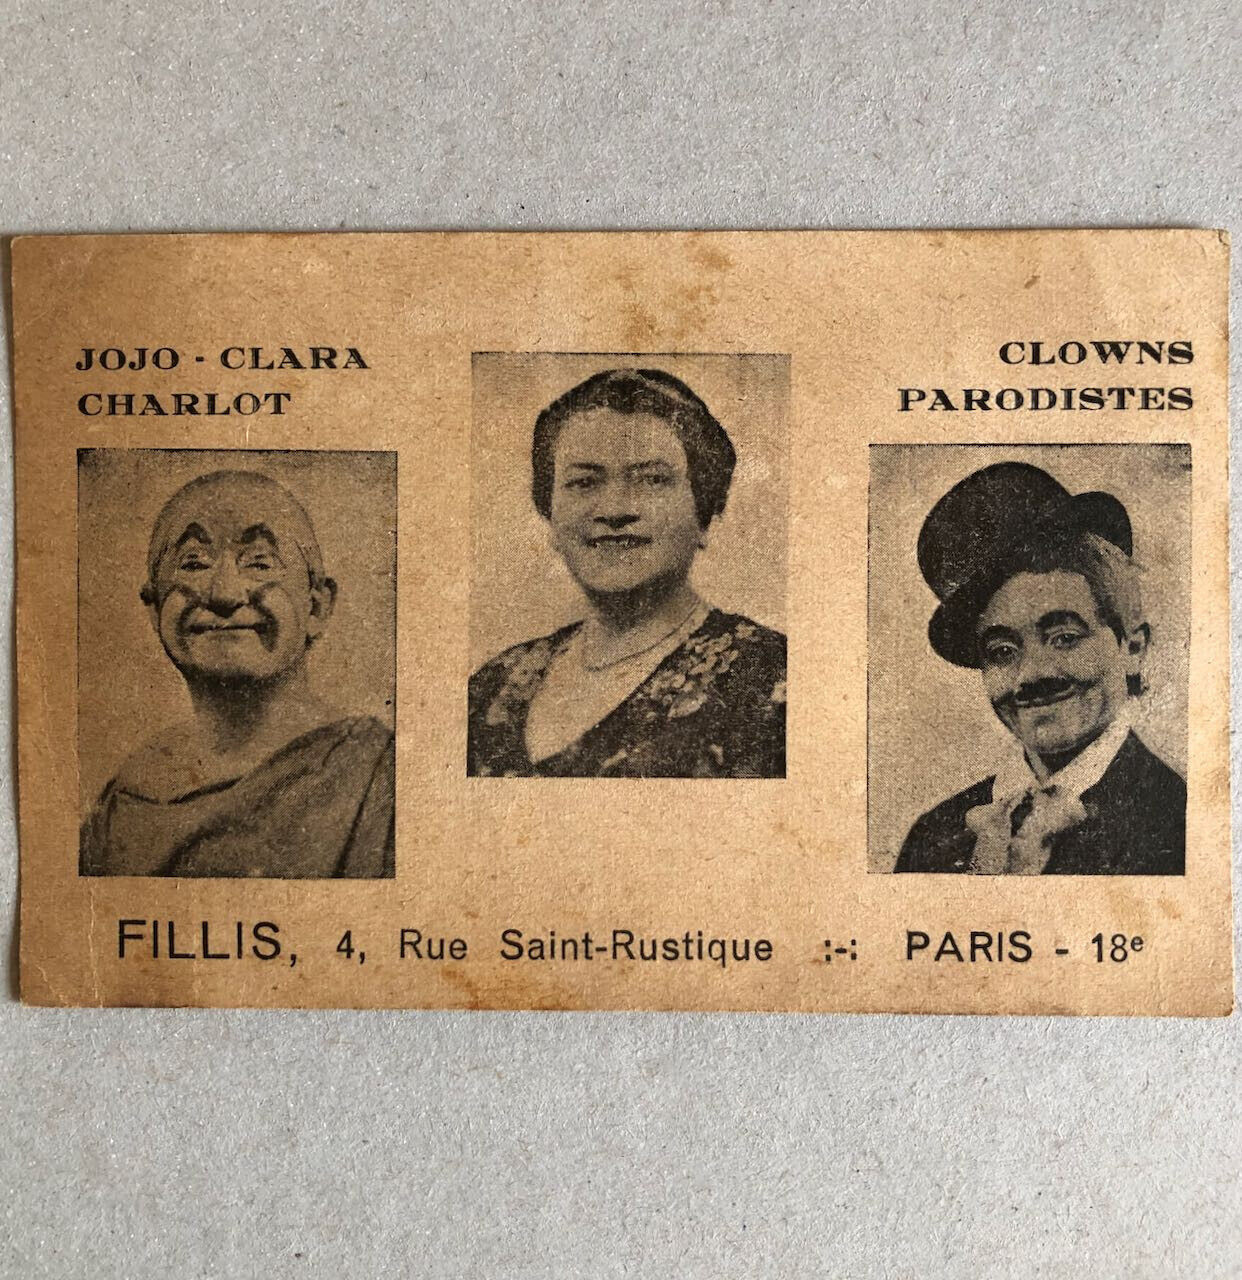 JOJO - CLARA
CHARLOT
CLOWNS
PARODISTES
FILLIS, 4, Rue Saint-Rustique :-: PARIS - 18e